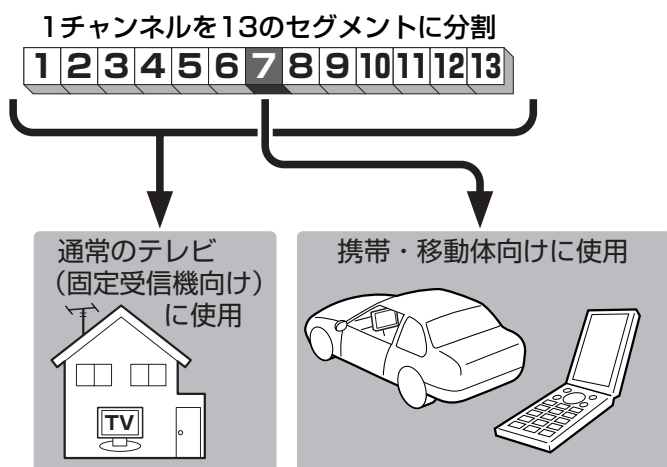 1チャンネルを13のセグメントに分割
1 2 3 4 5 6 7 8 9 10 11 12 13
通常のテレビ
（固定受信機向け）
に使用
TV
携帯・移動体向けに使用